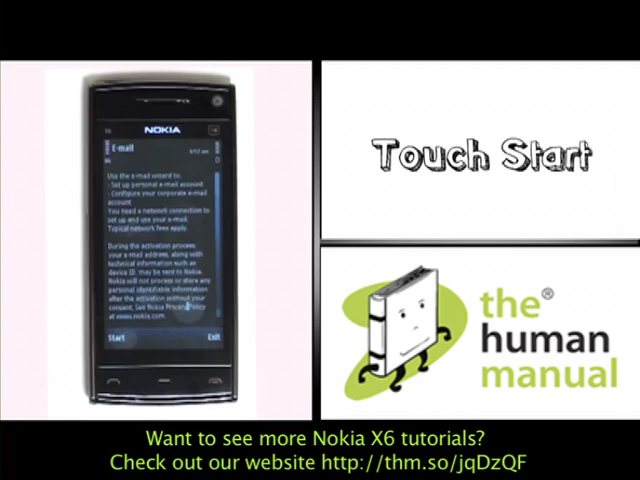 NOKIA
E-mail
Use the e-mail wizard to:
- Set up personal e-mail account
- Configure your corporate e-mail
account
You need a network connection to
set up and use your e-mail.
Typical network fees apply.
During the activation process,
your e-mail address, along with
technical information such as
device ID, may be sent to Nokia.
Nokia will not process or store any
personal identifiable information
after the activation without your
consent. See Nokia Privacy Policy
at www.nokia.com.
Start
Exit
Touch Start
the®
human
manual
Want to see more Nokia X6 tutorials?
Check out our website http://thm.so/jqDzQF